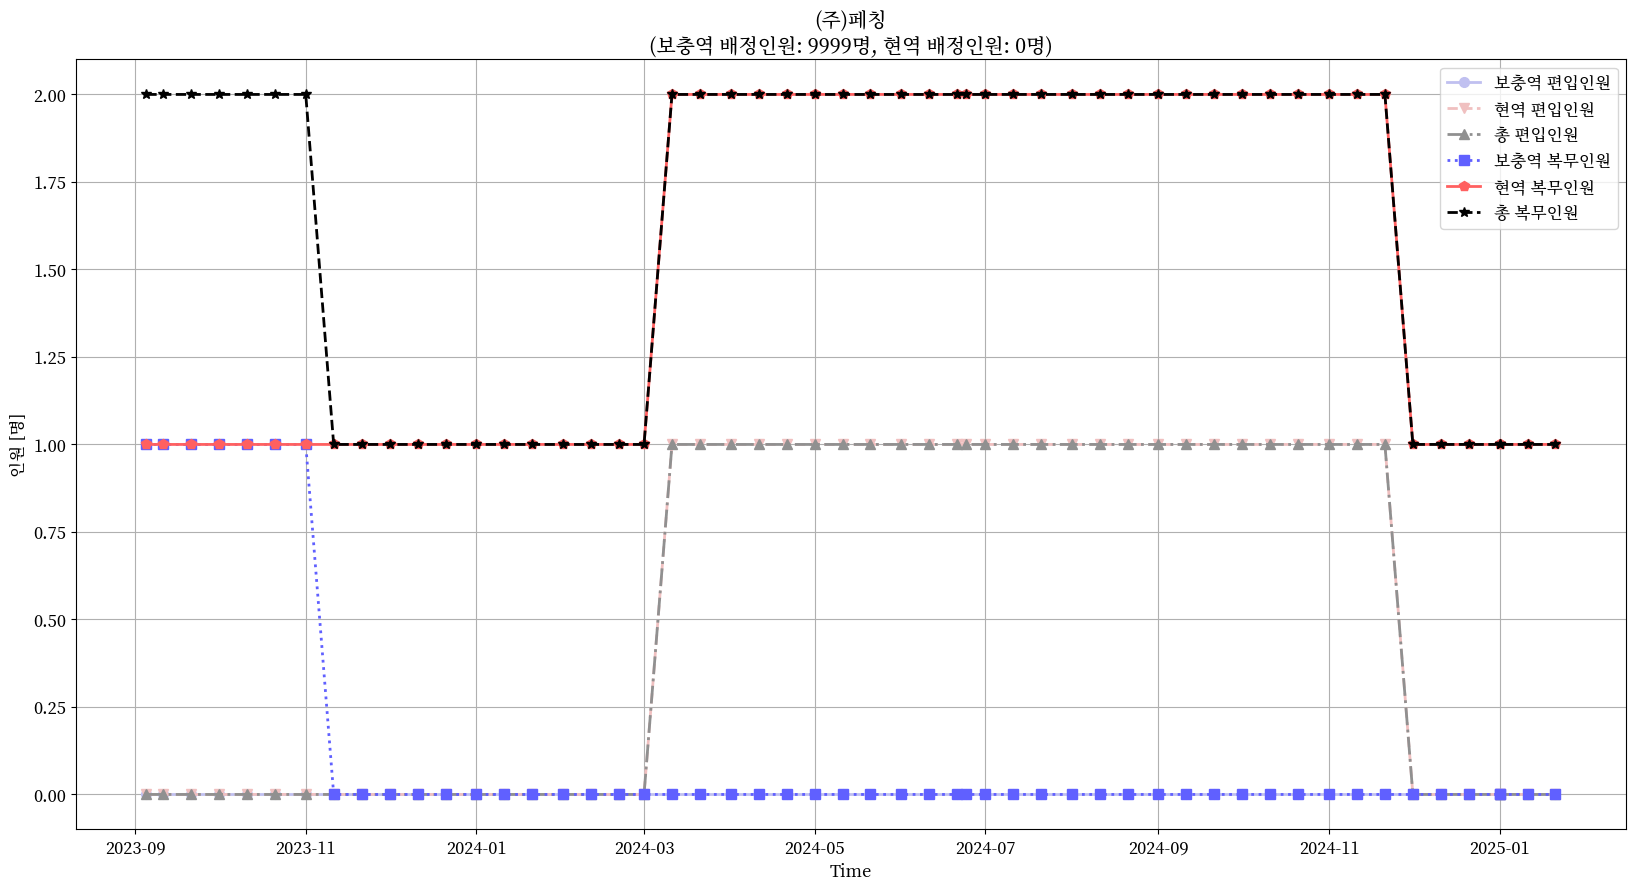 (주)페칭
(보충역 배정인원: 9999명, 현역 배정인원: 0명)
보충역 편입인원
현역 편입인원
총 편입인원
보충역 복무인원
현역 복무인원
총 복무인원
인원 [명]
2.00
1.75
1.50
1.25
1.00
0.75
0.50
0.25
0.00
2023-09 2023-11 2024-01 2024-03 2024-05 2024-07 2024-09 2024-11 2025-01
Time